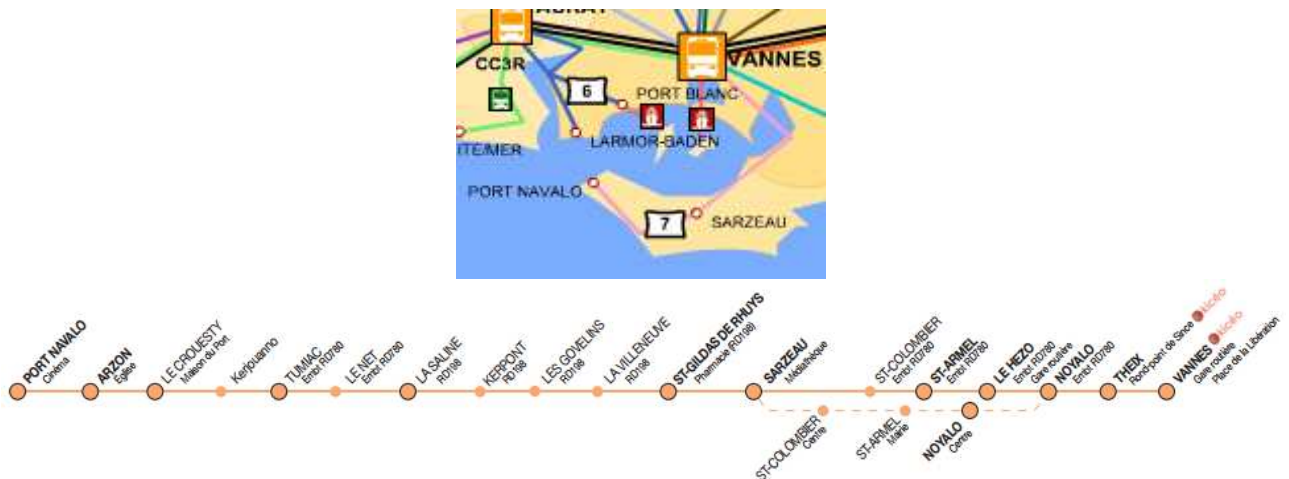 AURAY
CC3R
VANNES
6
PORT BLANC
LARMOR-BADEN
ITE/MER
PORT NAVALO
7
SARZEAU
PORT NAVALO
Cinéma
ARZON
Eglise
LE CROUESTY
Maison du Port
Kerjouanno
TUMIAC
Embt RD780
LE NET
Embt RD780
LA SALINE
RD198
KERPONT
RD198
LES GOVELINS
RD198
LA VILLENEUVE
RD198
ST-GILDAS DE RHUYS
Pharmacie (RD198)
SARZEAU
Médiathèque
ST-COLOMBIER
Embt RD780
ST-ARMEL
Embt RD780
LE HEZO
Embt RD780
Gare routière
NOYALO
Embt RD780
THEIX
Rond-point de Since
kicéo
VANNES
kicéo
Gare routière
Place de la Libération
ST-COLOMBIER
Centre
ST-ARMEL
Mairie
NOYALO
Centre